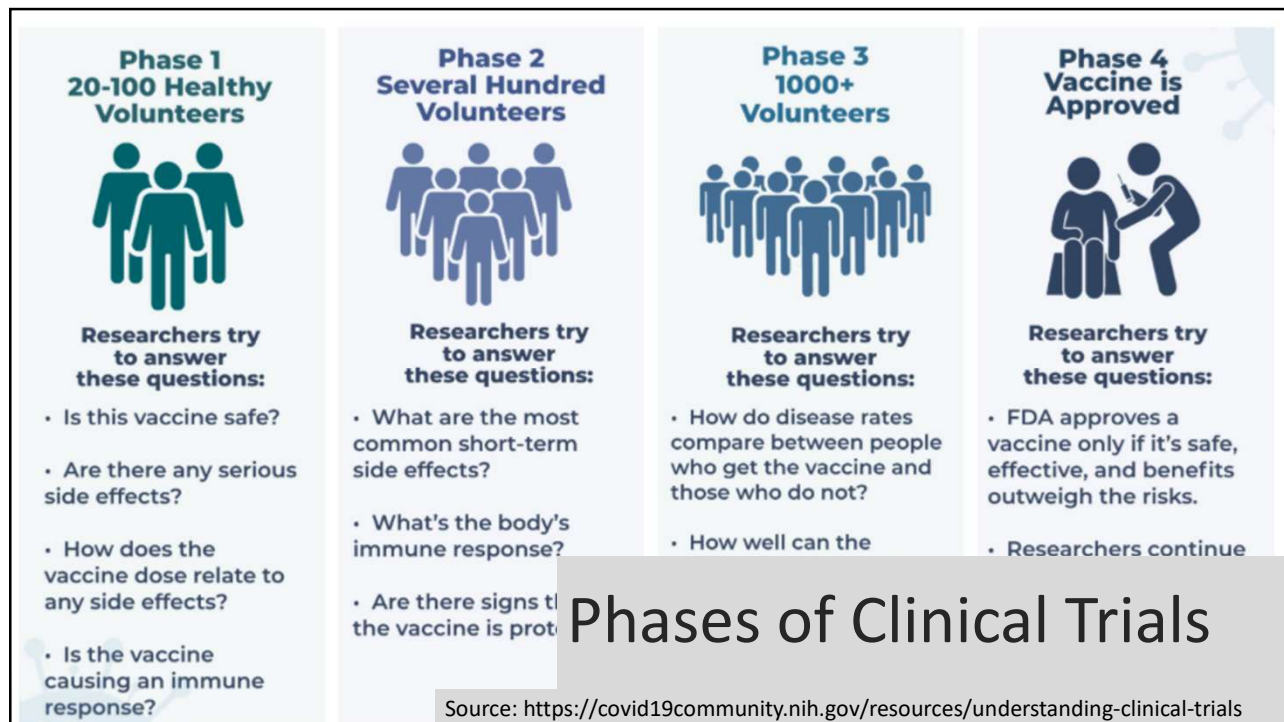 Phase 1
20-100 Healthy
Volunteers
Researchers try
to answer
these questions:
• Is this vaccine safe?
• Are there any serious
side effects?
• How does the
vaccine dose relate to
any side effects?
• Is the vaccine
causing an immune
response?
Phase 2
Several Hundred
Volunteers
Researchers try
to answer
these questions:
• What are the most
common short-term
side effects?
• What's the body's
immune response?
• Are there signs
the vaccine is
Phase 3
1000+
Volunteers
Researchers try
to answer
these questions:
• How do disease rates
compare between people
who get the vaccine and
those who do not?
• How well can the
Phase 4
Vaccine is
Approved
Researchers try
to answer
these questions:
• FDA approves a
vaccine only if it's safe,
effective, and benefits
outweigh the risks.
• Researchers continue
Phases of Clinical Trials
Source: https://covid19community.nih.gov/resources/understanding-clinical-trials